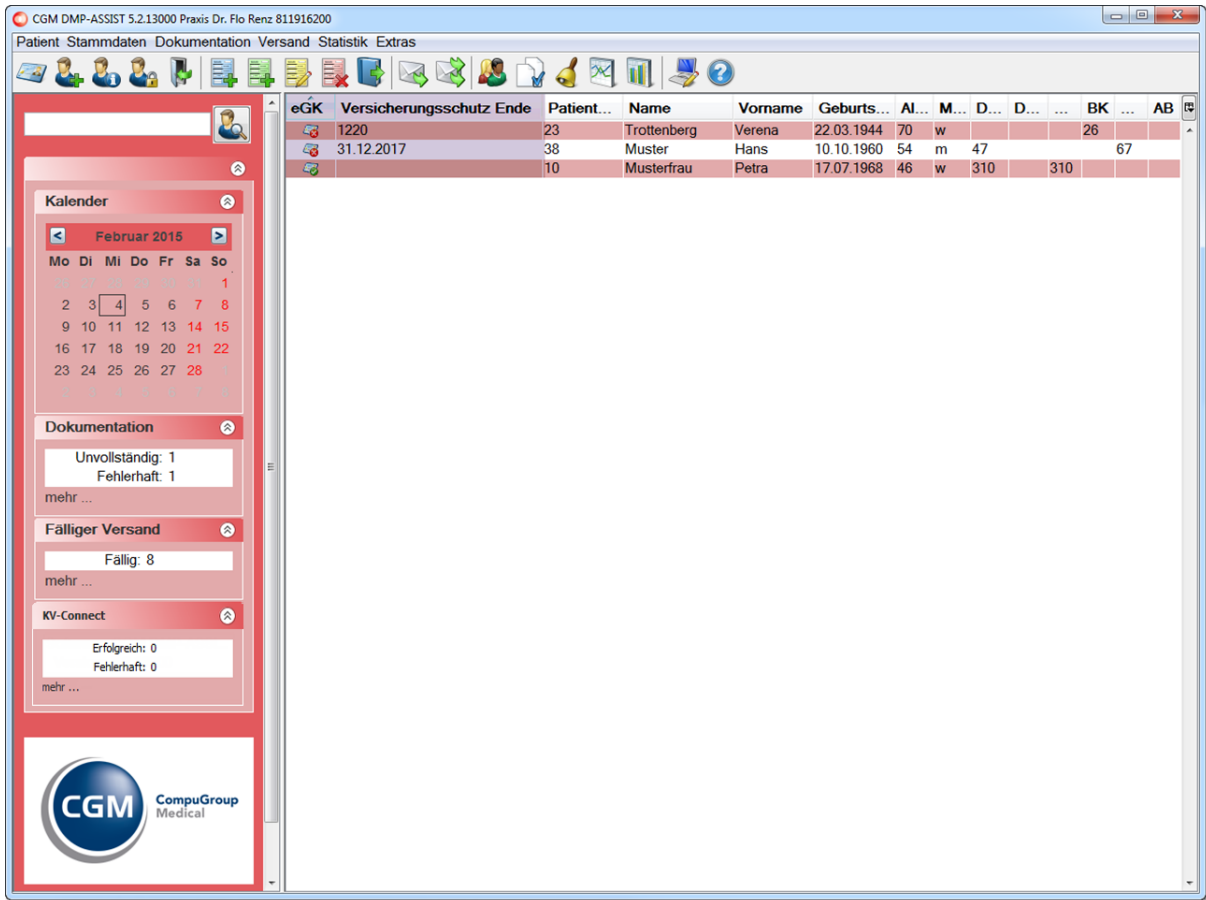 CGM DMP-ASSIST 5.2.13000 Praxis Dr. Flo Renz 811916200
Patient Stammdaten Dokumentation Versand Statistik Extras
eGK Versicherungsschutz Ende Patient... Name Vorname Geburts... Al... M... D... D... ... BK ... AB
1220 23 Trottenberg Verena 22.03.1944 70 w 26
31.12.2017 38 Muster Hans 10.10.1960 54 m 47 67
10 Musterfrau Petra 17.07.1968 46 w 310 310
Kalender
< Februar 2015 >
Mo Di Mi Do Fr Sa So
1
2 3 4 5 6 7 8
9 10 11 12 13 14 15
16 17 18 19 20 21 22
23 24 25 26 27 28
Dokumentation
Unvollständig: 1
Fehlerhaft: 1
mehr ...
Fälliger Versand
Fällig: 8
mehr ...
KV-Connect
Erfolgreich: 0
Fehlerhaft: 0
mehr ...
CGM CompuGroup
Medical